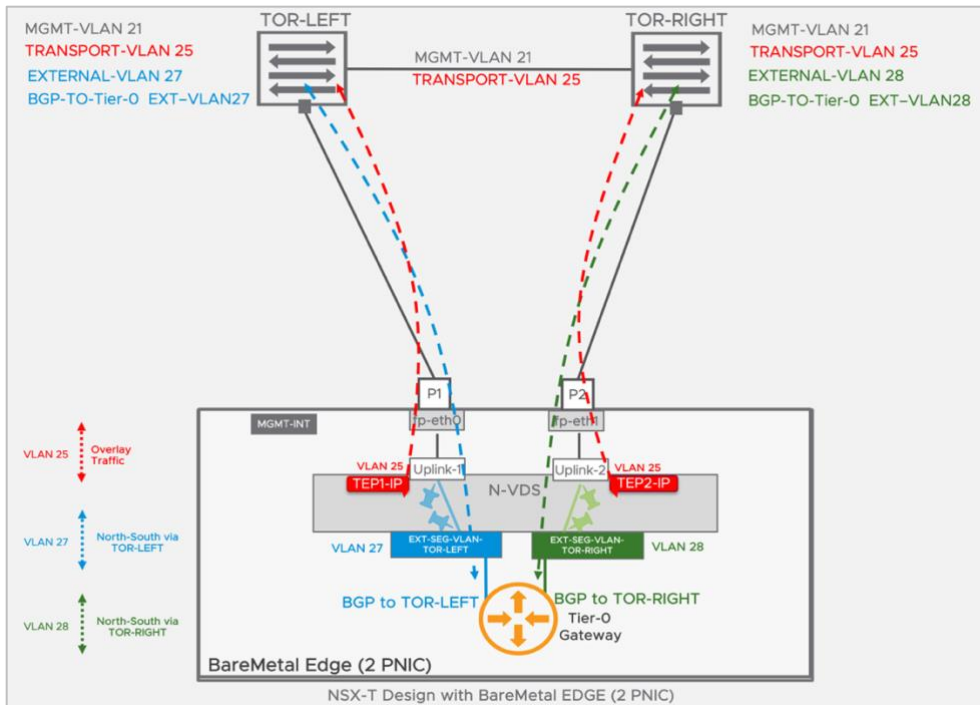 TOR-LEFT
TOR-RIGHT
MGMT-VLAN 21
TRANSPORT-VLAN 25
EXTERNAL-VLAN 27
BGP-TO-Tier-0 EXT-VLAN27
MGMT-VLAN 21
TRANSPORT-VLAN 25
MGMT-VLAN 21
TRANSPORT-VLAN 25
EXTERNAL-VLAN 28
BGP-TO-Tier-0 EXT-VLAN28
P1
P2
MGMT-INT
fp-eth0
fp-eth1
VLAN 25
Overlay
Traffic
VLAN 25
Uplink-1
TEP1-IP
N-VDS
Uplink-2
VLAN 25
TEP2-IP
VLAN 27
North-South via
TOR-LEFT
VLAN 27
EXT-SEG-VLAN-
TOR-LEFT
EXT-SEG-VLAN-
TOR-RIGHT
VLAN 28
BGP to TOR-LEFT
BGP to TOR-RIGHT
Tier-0
Gateway
VLAN 28
North-South via
TOR-RIGHT
BareMetal Edge (2 PNIC)
NSX-T Design with BareMetal EDGE (2 PNIC)